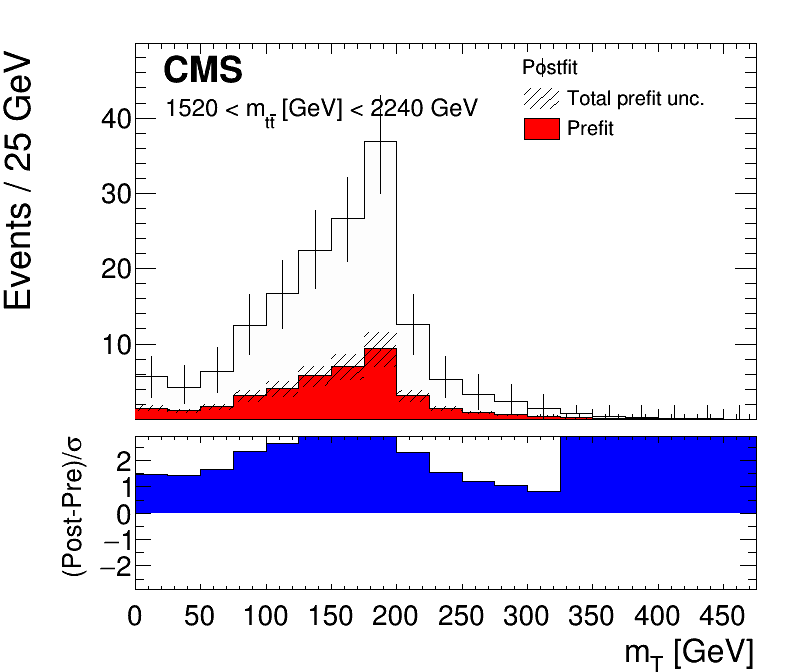 CMS
1520 < m_tt̄ [GeV] < 2240 GeV
Postfit
Total prefit unc.
Prefit
Events / 25 GeV
40
30
20
10
(Post-Pre)/σ
2
1
0
−1
−2
0 50 100 150 200 250 300 350 400 450
m_T [GeV]